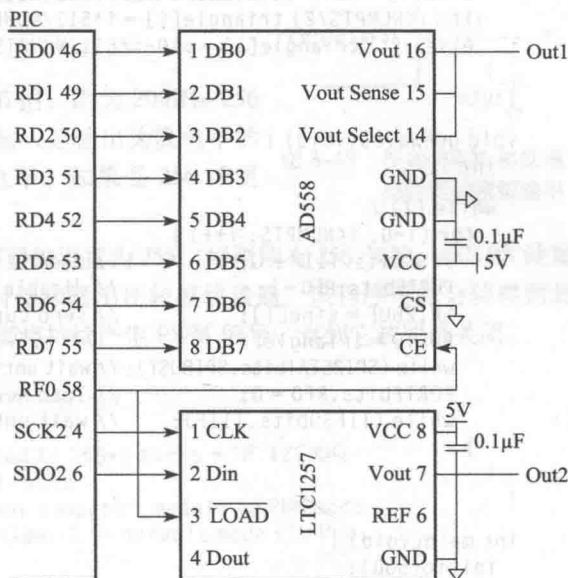 PIC
RD0 46 1 DB0 Vout 16 Out1
RD1 49 2 DB1 Vout Sense 15
RD2 50 3 DB2 Vout Select 14
RD3 51 4 DB4 GND
RD4 52 5 DB4 GND 0.1μF
RD5 53 6 DB5 VCC 5V
RD6 54 7 DB6 CS
RD7 55 8 DB7 CE
AD558
RF0 58
5V
SCK2 4 1 CLK VCC 8 0.1μF
SDO2 6 2 Din Vout 7 Out2
3 LOAD REF 6
4 Dout GND
LTC1257